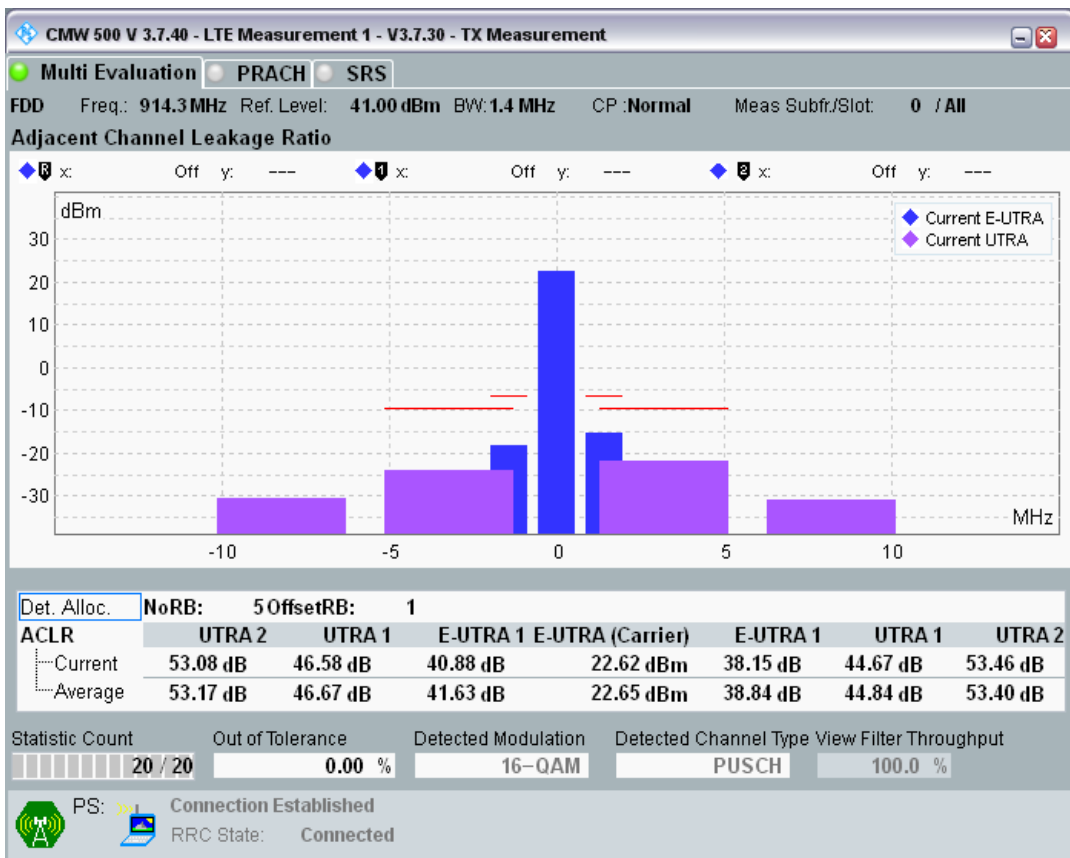 CMW 500 V 3.7.40 - LTE Measurement 1 - V3.7.30 - TX Measurement
Multi Evaluation PRACH SRS
FDD Freq.: 914.3 MHz Ref. Level: 41.00 dBm BW: 1.4 MHz CP :Normal Meas Subfr./Slot: 0 / All
Adjacent Channel Leakage Ratio
R x: Off y: --- 1 x: Off y: --- 2 x: Off y: ---
dBm
Current E-UTRA
Current UTRA
30
20
10
0
-10
-20
-30
MHz
-10 -5 0 5 10
Det. Alloc. NoRB: 5 OffsetRB: 1
ACLR UTRA 2 UTRA 1 E-UTRA 1 E-UTRA (Carrier) E-UTRA 1 UTRA 1 UTRA 2
Current 53.08 dB 46.58 dB 40.88 dB 22.62 dBm 38.15 dB 44.67 dB 53.46 dB
Average 53.17 dB 46.67 dB 41.63 dB 22.65 dBm 38.84 dB 44.84 dB 53.40 dB
Statistic Count Out of Tolerance Detected Modulation Detected Channel Type View Filter Throughput
20 / 20 0.00 % 16-QAM PUSCH 100.0 %
PS: Connection Established
RRC State: Connected